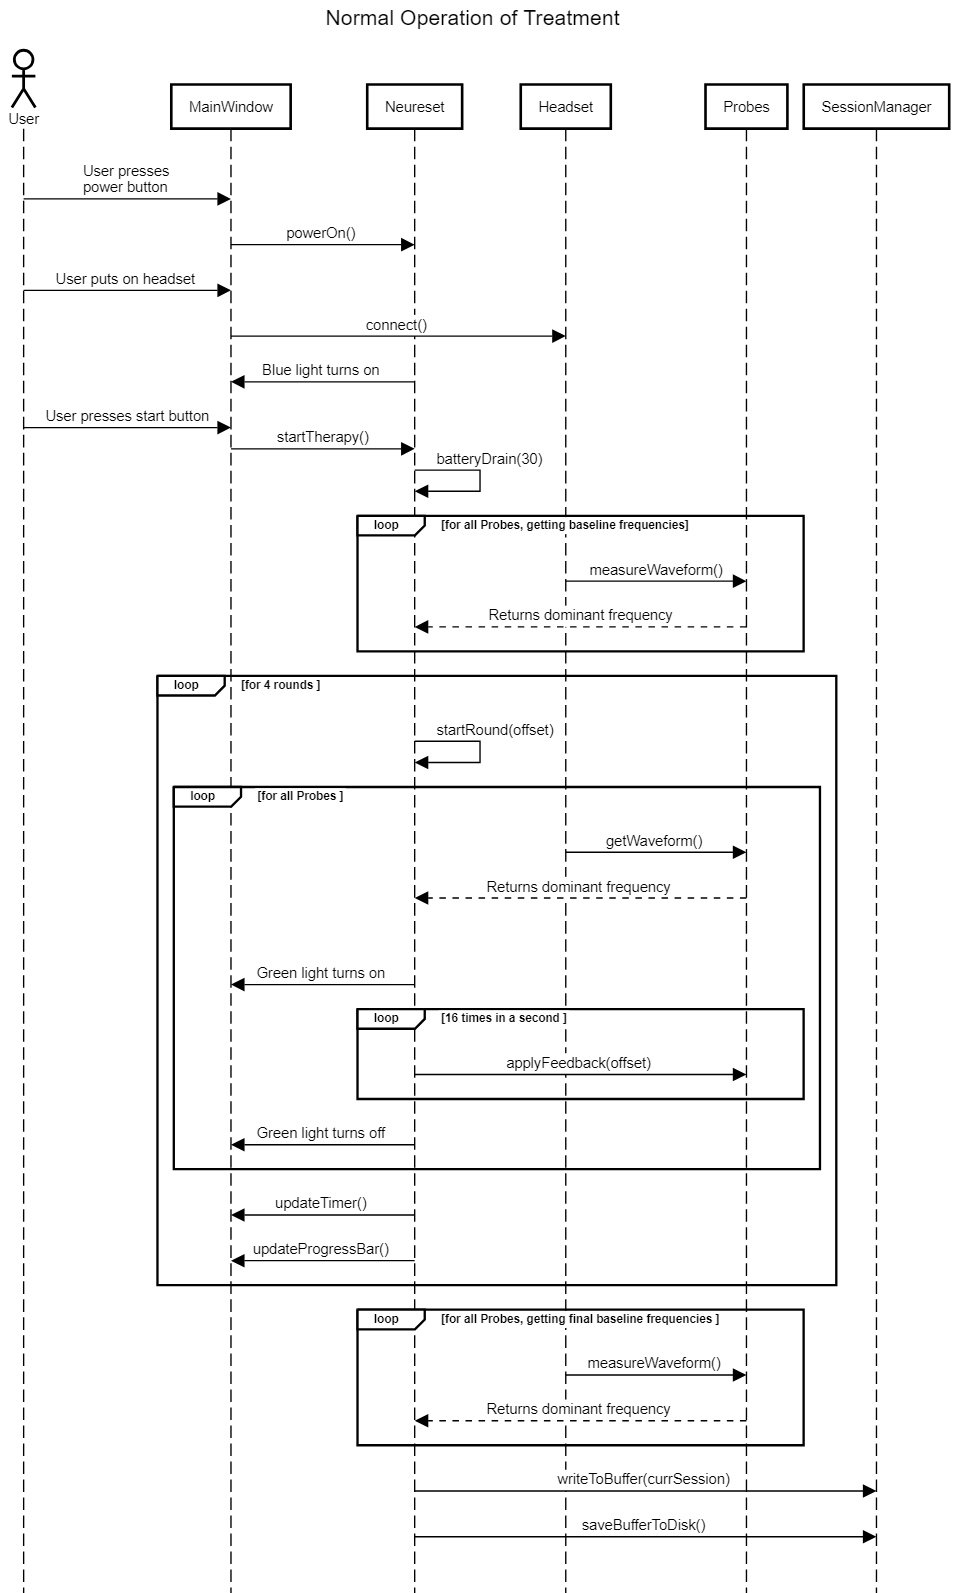 Normal Operation of Treatment
User
MainWindow
Neureset
Headset
Probes
SessionManager
User presses
power button
powerOn()
User puts on headset
connect()
Blue light turns on
User presses start button
startTherapy()
batteryDrain(30)
loop
[for all Probes, getting baseline frequencies]
measureWaveform()
Returns dominant frequency
loop
[for 4 rounds ]
startRound(offset)
loop
[for all Probes ]
getWaveform()
Returns dominant frequency
Green light turns on
loop
[16 times in a second ]
applyFeedback(offset)
Green light turns off
updateTimer()
updateProgressBar()
loop
[for all Probes, getting final baseline frequencies ]
measureWaveform()
Returns dominant frequency
writeToBuffer(currSession)
saveBufferToDisk()